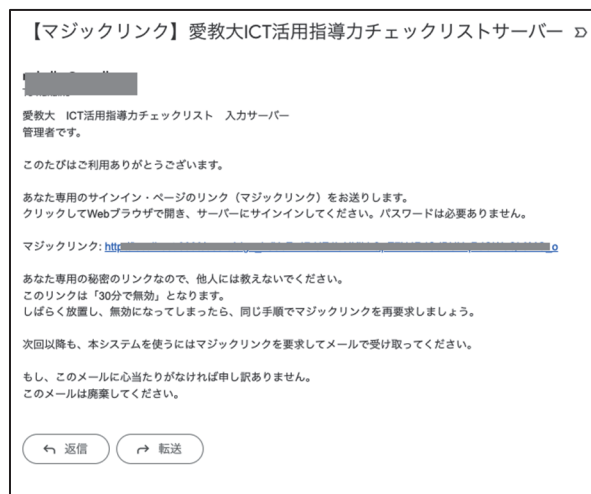 【マジックリンク】愛教大ICT活用指導力チェックリストサーバー
愛教大　ICT活用指導力チェックリスト　入力サーバー
管理者です。
このたびはご利用ありがとうございます。
あなた専用のサインイン・ページのリンク（マジックリンク）をお送りします。
クリックしてWebブラウザで開き、サーバーにサインインしてください。パスワードは必要ありません。
マジックリンク: http
あなた専用の秘密のリンクなので、他人には教えないでください。
このリンクは「30分で無効」となります。
しばらく放置し、無効になってしまったら、同じ手順でマジックリンクを再要求しましょう。
次回以降も、本システムを使うにはマジックリンクを要求してメールで受け取ってください。
もし、このメールに心当たりがなければ申し訳ありません。
このメールは廃棄してください。
返信 転送